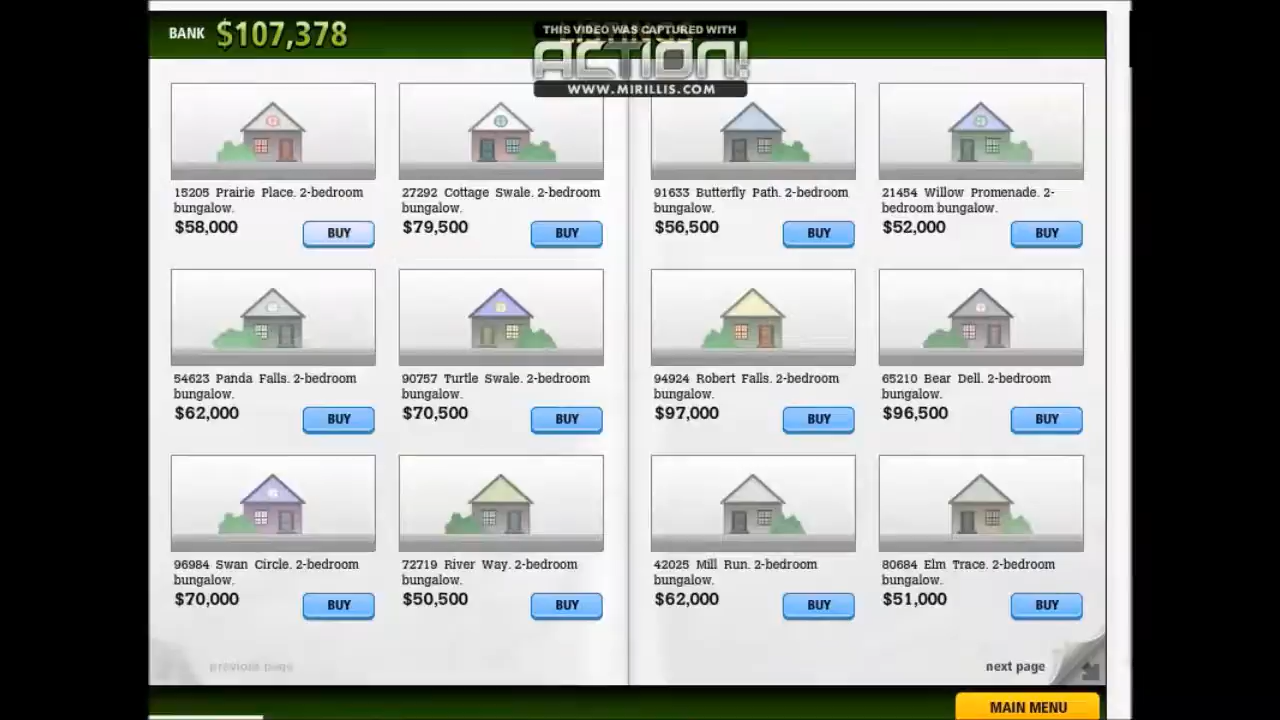 BANK $107,378
THIS VIDEO WAS CAPTURED WITH
ACTION!
WWW.MIRILLIS.COM
15205 Prairie Place. 2-bedroom
bungalow.
$58,000
BUY
27292 Cottage Swale. 2-bedroom
bungalow.
$79,500
BUY
91633 Butterfly Path. 2-bedroom
bungalow.
$56,500
BUY
21454 Willow Promenade. 2-
bedroom bungalow.
$52,000
BUY
54623 Panda Falls. 2-bedroom
bungalow.
$62,000
BUY
90757 Turtle Swale. 2-bedroom
bungalow.
$70,500
BUY
94924 Robert Falls. 2-bedroom
bungalow.
$97,000
BUY
65210 Bear Dell. 2-bedroom
bungalow.
$96,500
BUY
96984 Swan Circle. 2-bedroom
bungalow.
$70,000
BUY
72719 River Way. 2-bedroom
bungalow.
$50,500
BUY
42025 Mill Run. 2-bedroom
bungalow.
$62,000
BUY
80684 Elm Trace. 2-bedroom
bungalow.
$51,000
BUY
previous page
next page
MAIN MENU